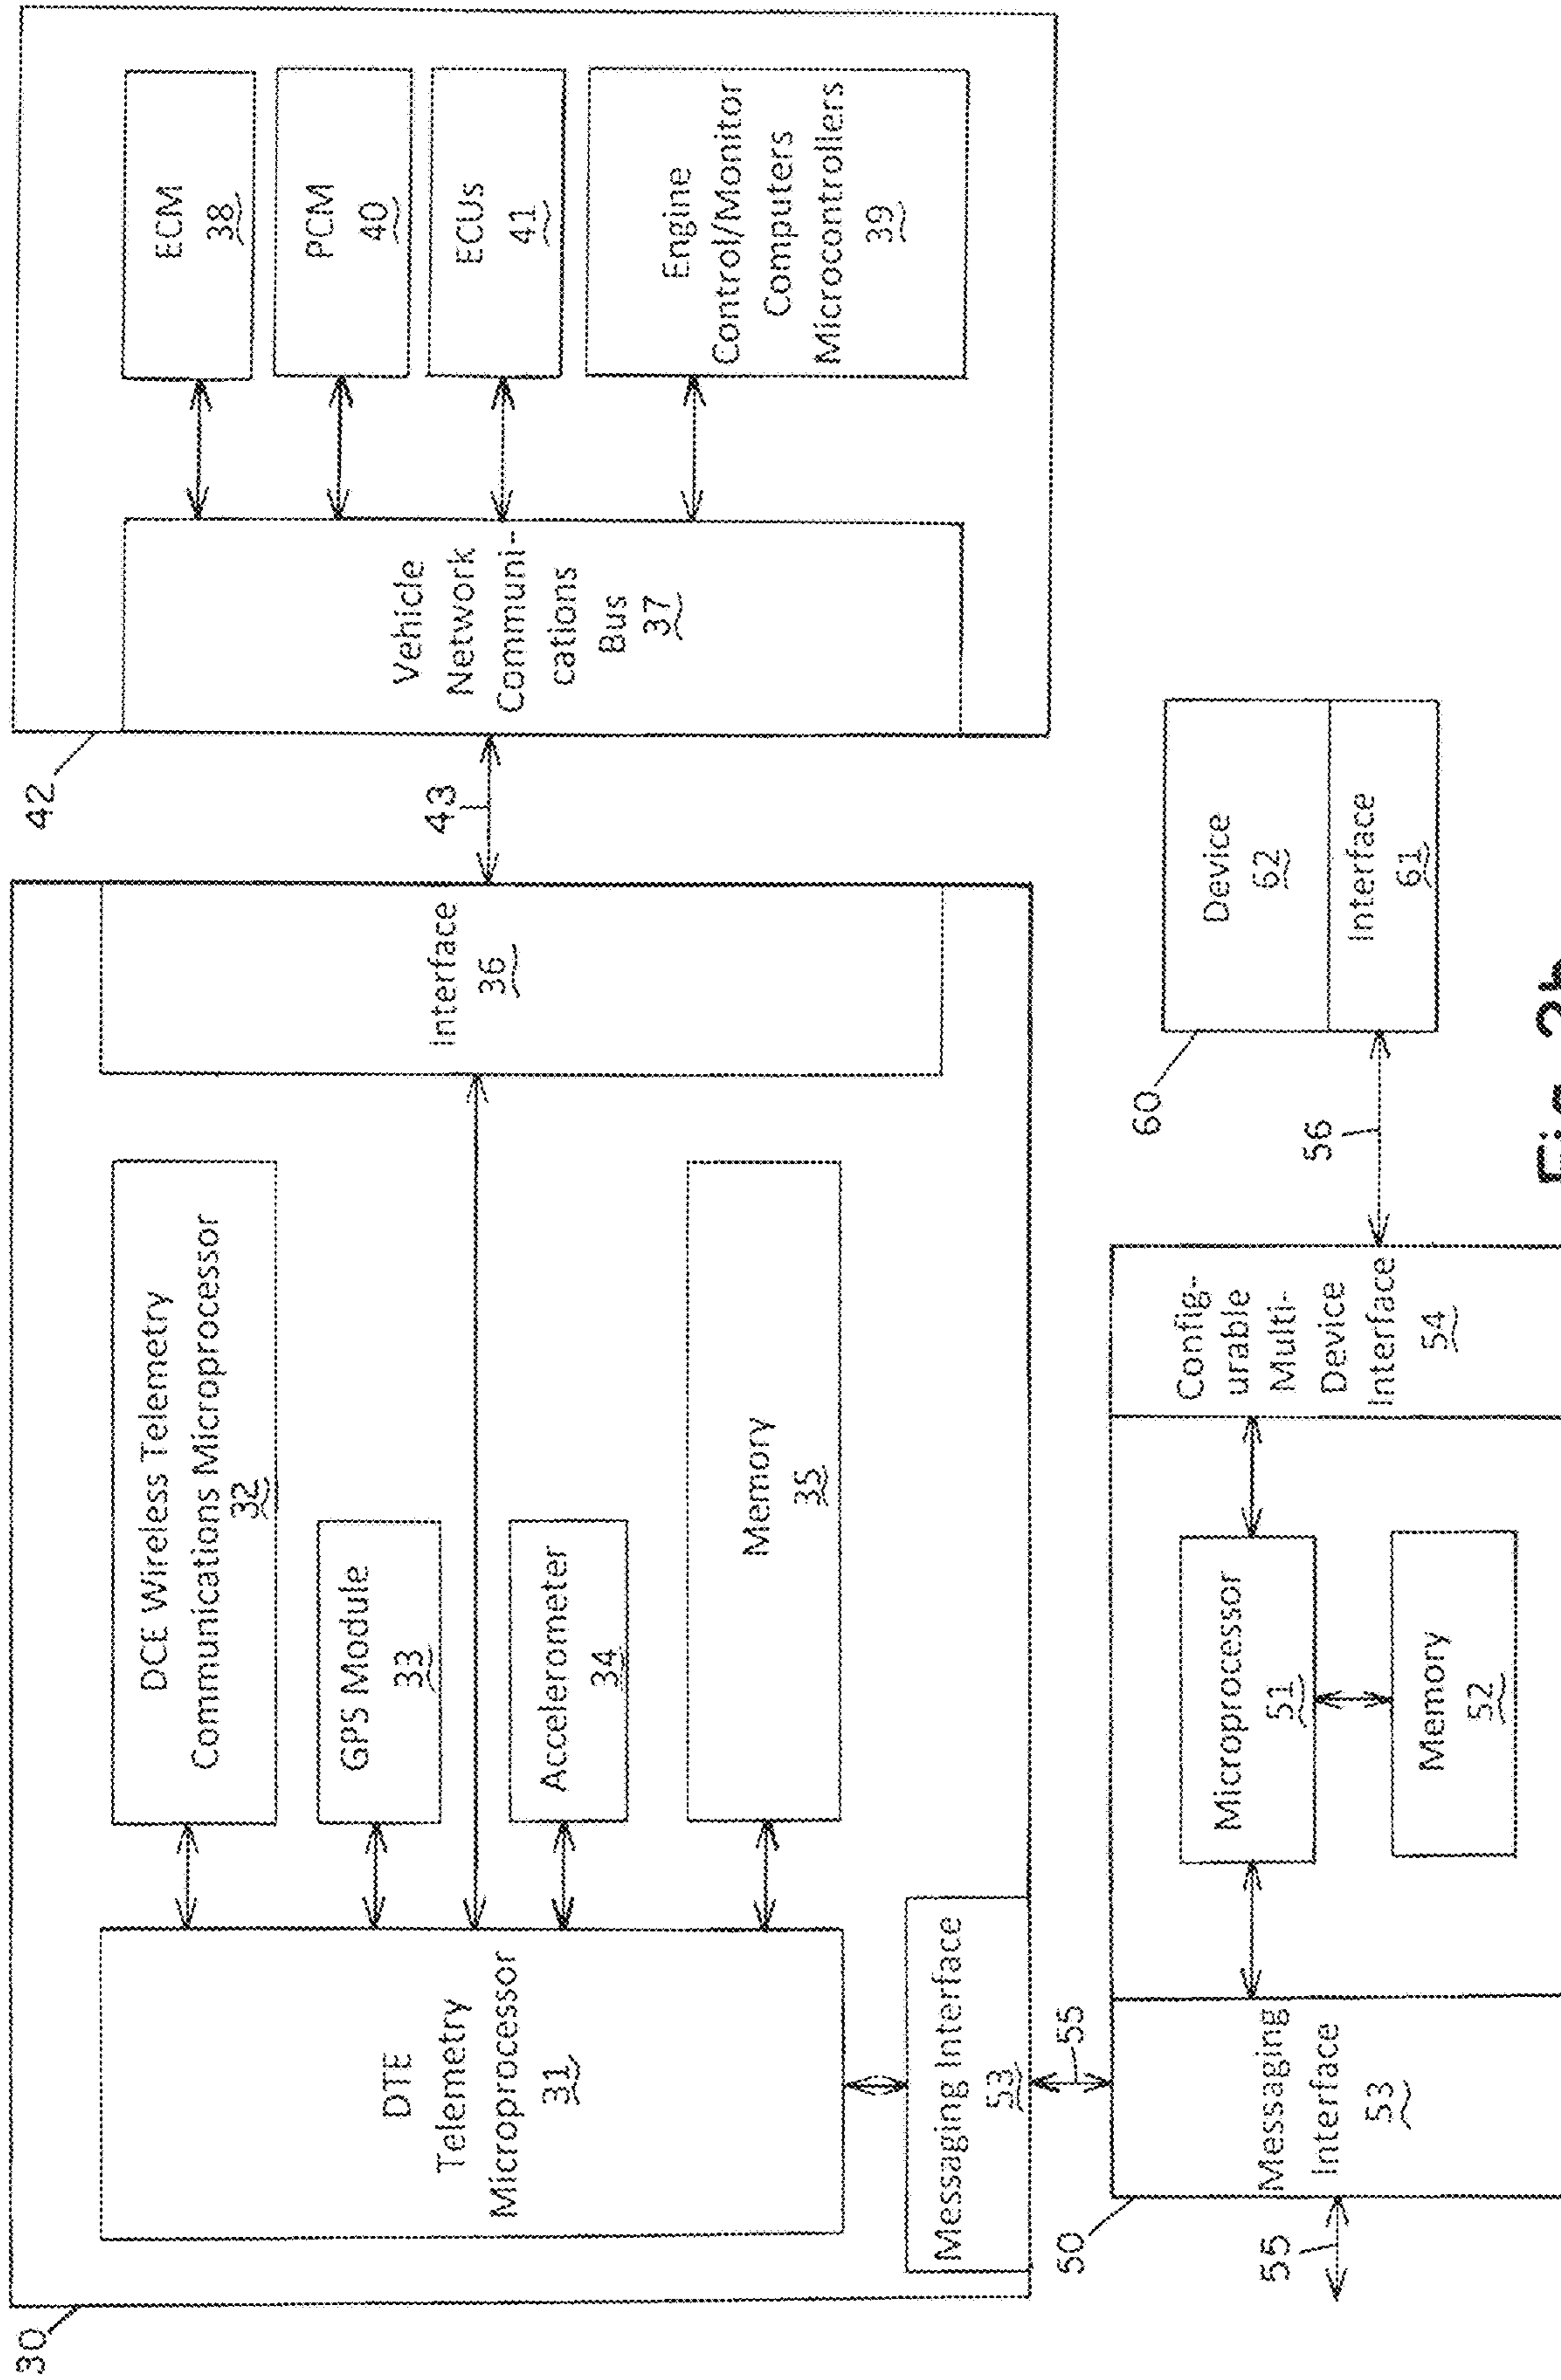 30
DTE
Telemetry
Microprocessor
31
DCE Wireless Telemetry
Communications Microprocessor
32
GPS Module
33
Accelerometer
34
Memory
35
Interface
36
Messaging Interface
53
43
42
Vehicle
Network
Communi-
cations
Bus
37
ECM
38
PCM
40
ECUs
41
Engine
Control/Monitor
Computers
Microcontrollers
39
55
50
55
Messaging
Interface
53
Microprocessor
51
Memory
52
Config-
urable
Multi-
Device
Interface
54
56
60
Device
62
Interface
61